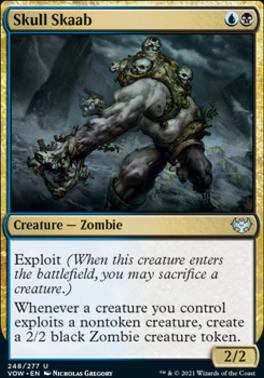 Skull Skaab
Creature — Zombie
Exploit (When this creature enters
the battlefield, you may sacrifice a
creature.)
Whenever a creature you control
exploits a nontoken creature, create
a 2/2 black Zombie creature token.
2/2
248/277 U
VOW • EN NICHOLAS GREGORY
™ & © 2021 Wizards of the Coast